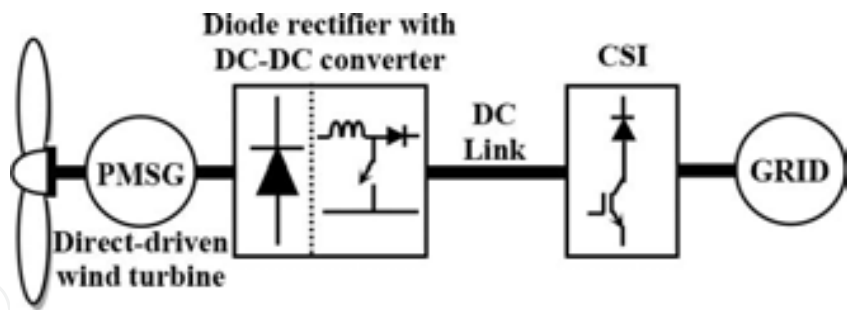 Diode rectifier with
DC-DC converter
CSI
DC
Link
PMSG
GRID
Direct-driven
wind turbine